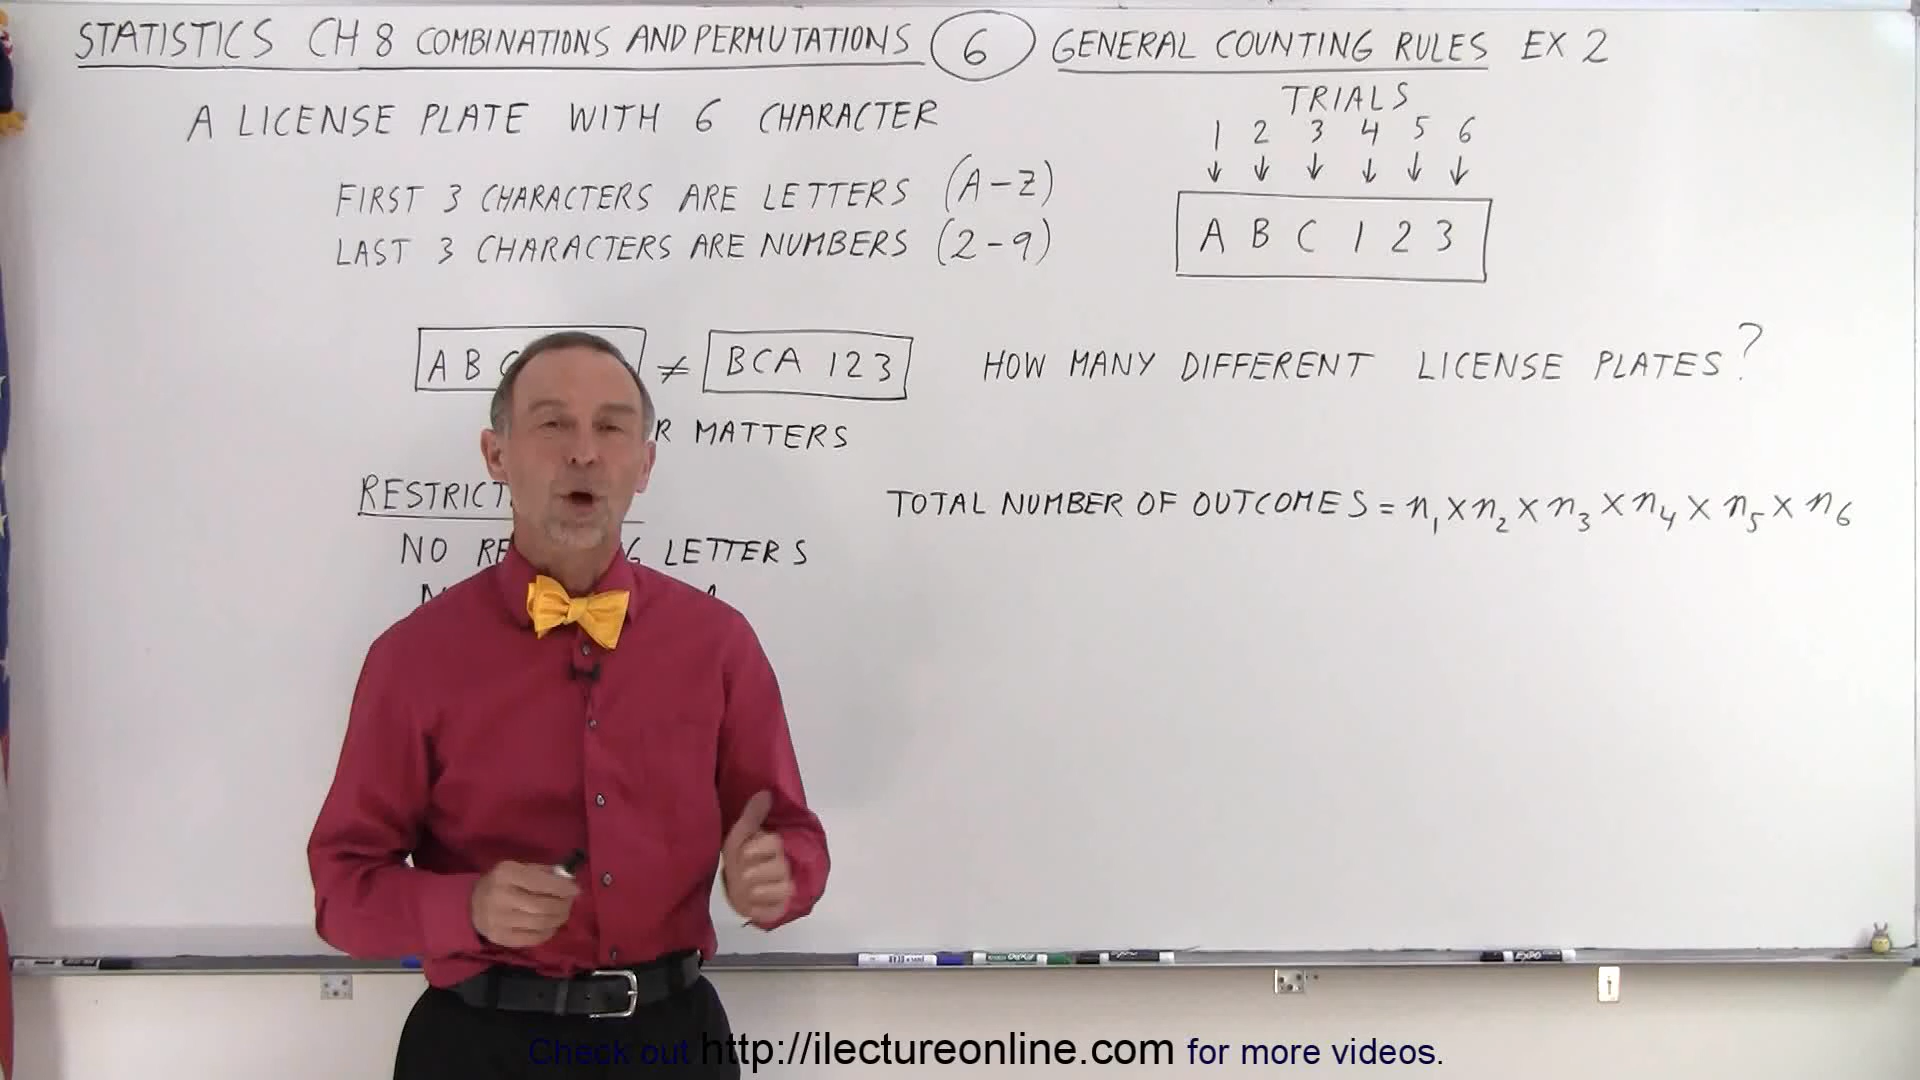 STATISTICS CH 8 COMBINATIONS AND PERMUTATIONS 6 GENERAL COUNTING RULES EX 2
A LICENSE PLATE WITH 6 CHARACTER
FIRST 3 CHARACTERS ARE LETTERS (A-Z)
LAST 3 CHARACTERS ARE NUMBERS (2-9)
TRIALS
1 2 3 4 5 6
A B C 1 2 3
A B ≠ BCA 123 HOW MANY DIFFERENT LICENSE PLATES?
MATTERS
TOTAL NUMBER OF OUTCOMES = n₁ × n₂ × n₃ × n₄ × n₅ × n₆
NO LETTERS
Check out http://ilectureonline.com for more videos.